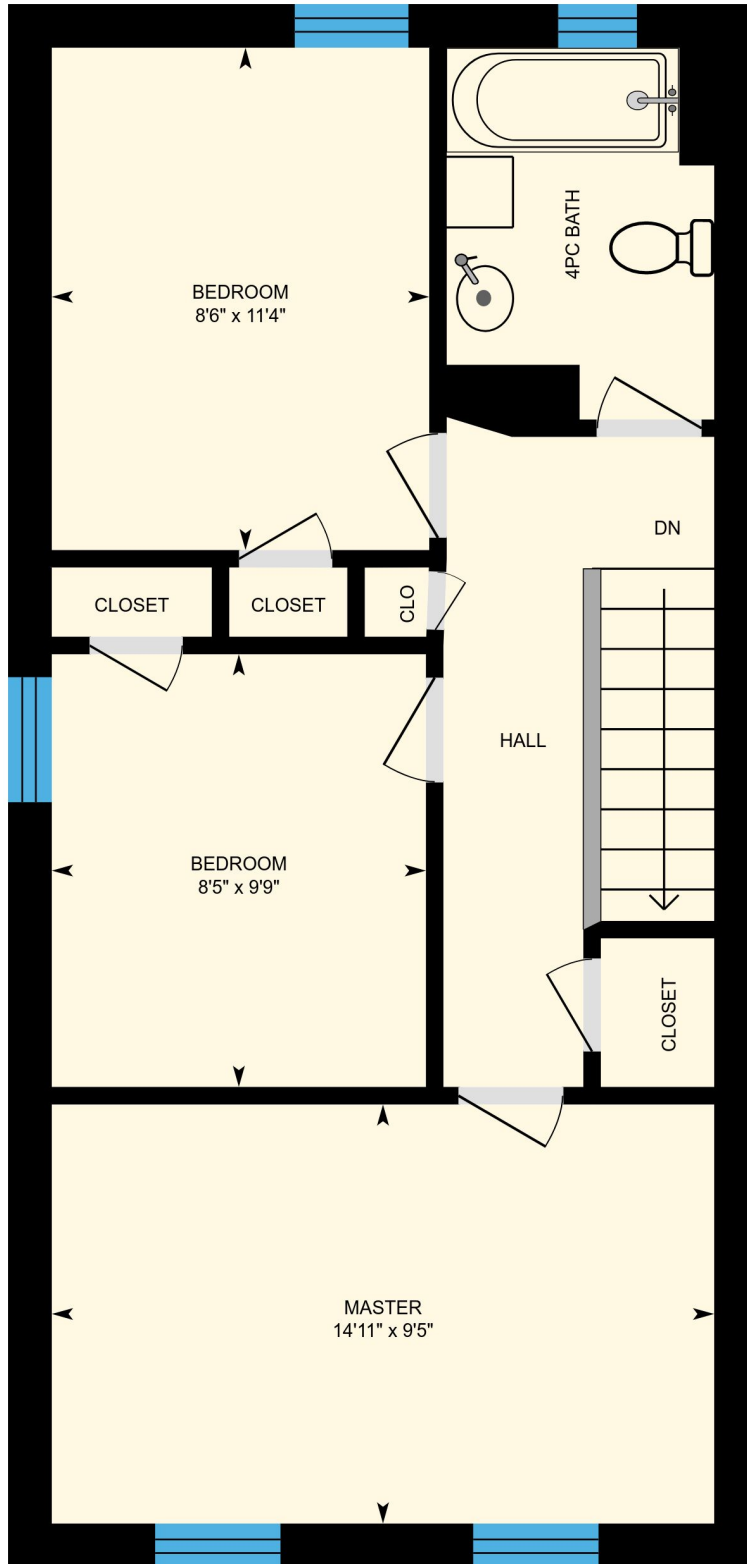 4PC BATH
BEDROOM
8'6" x 11'4"
DN
CLOSET
CLOSET
CLO
HALL
BEDROOM
8'5" x 9'9"
CLOSET
MASTER
14'11" x 9'5"